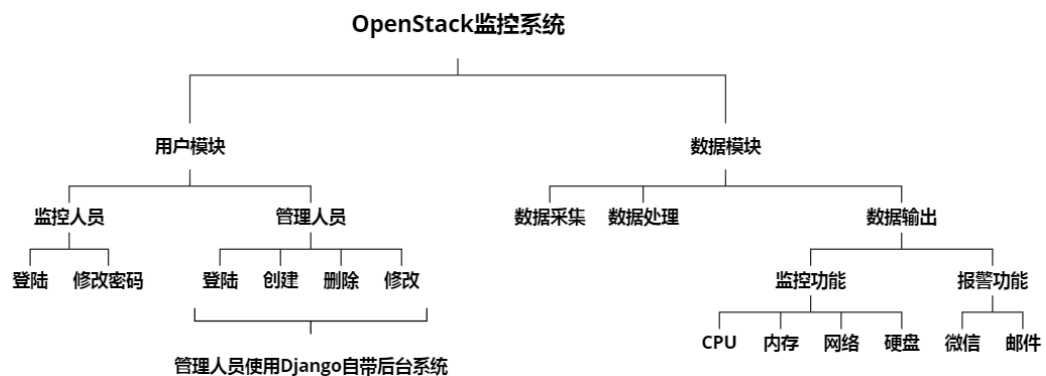 OpenStack监控系统
用户模块 数据模块
监控人员 管理人员 数据采集 数据处理 数据输出
登陆 修改密码 登陆 创建 删除 修改 监控功能 报警功能
CPU 内存 网络 硬盘 微信 邮件
管理人员使用Django自带后台系统